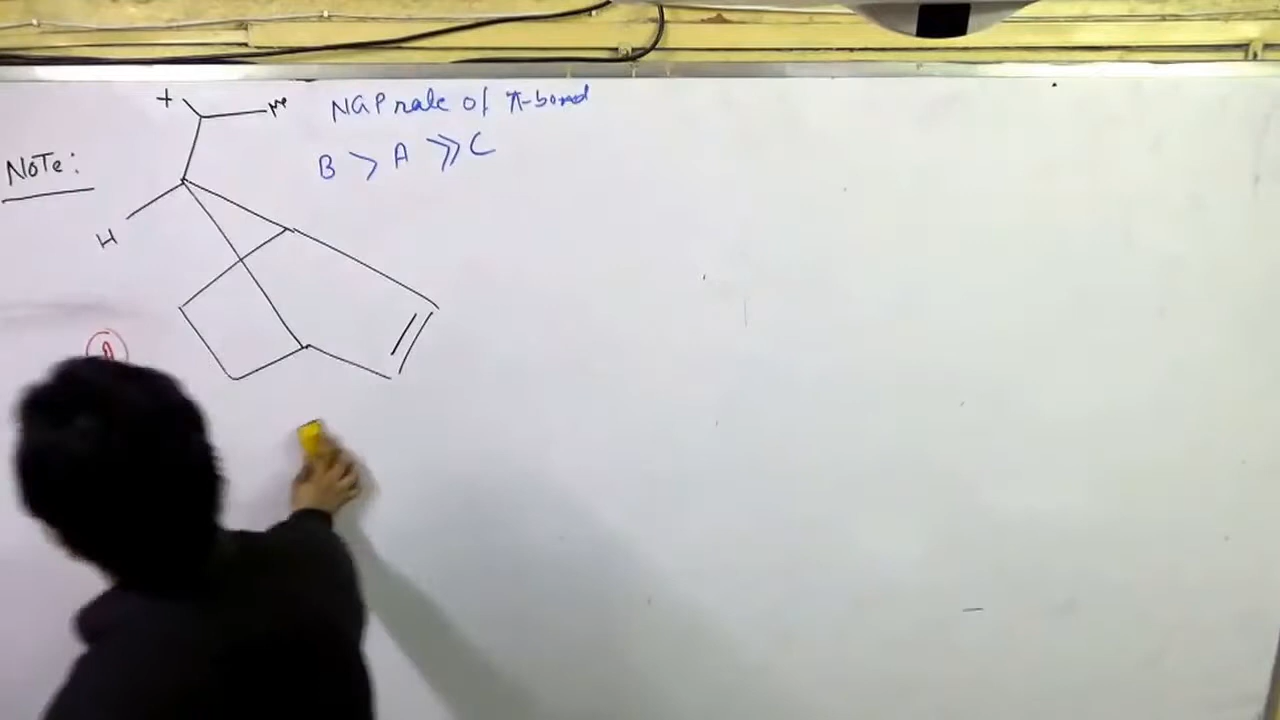 NOTe:
+
Me
H
NGP rate of π-bond
B > A >> C